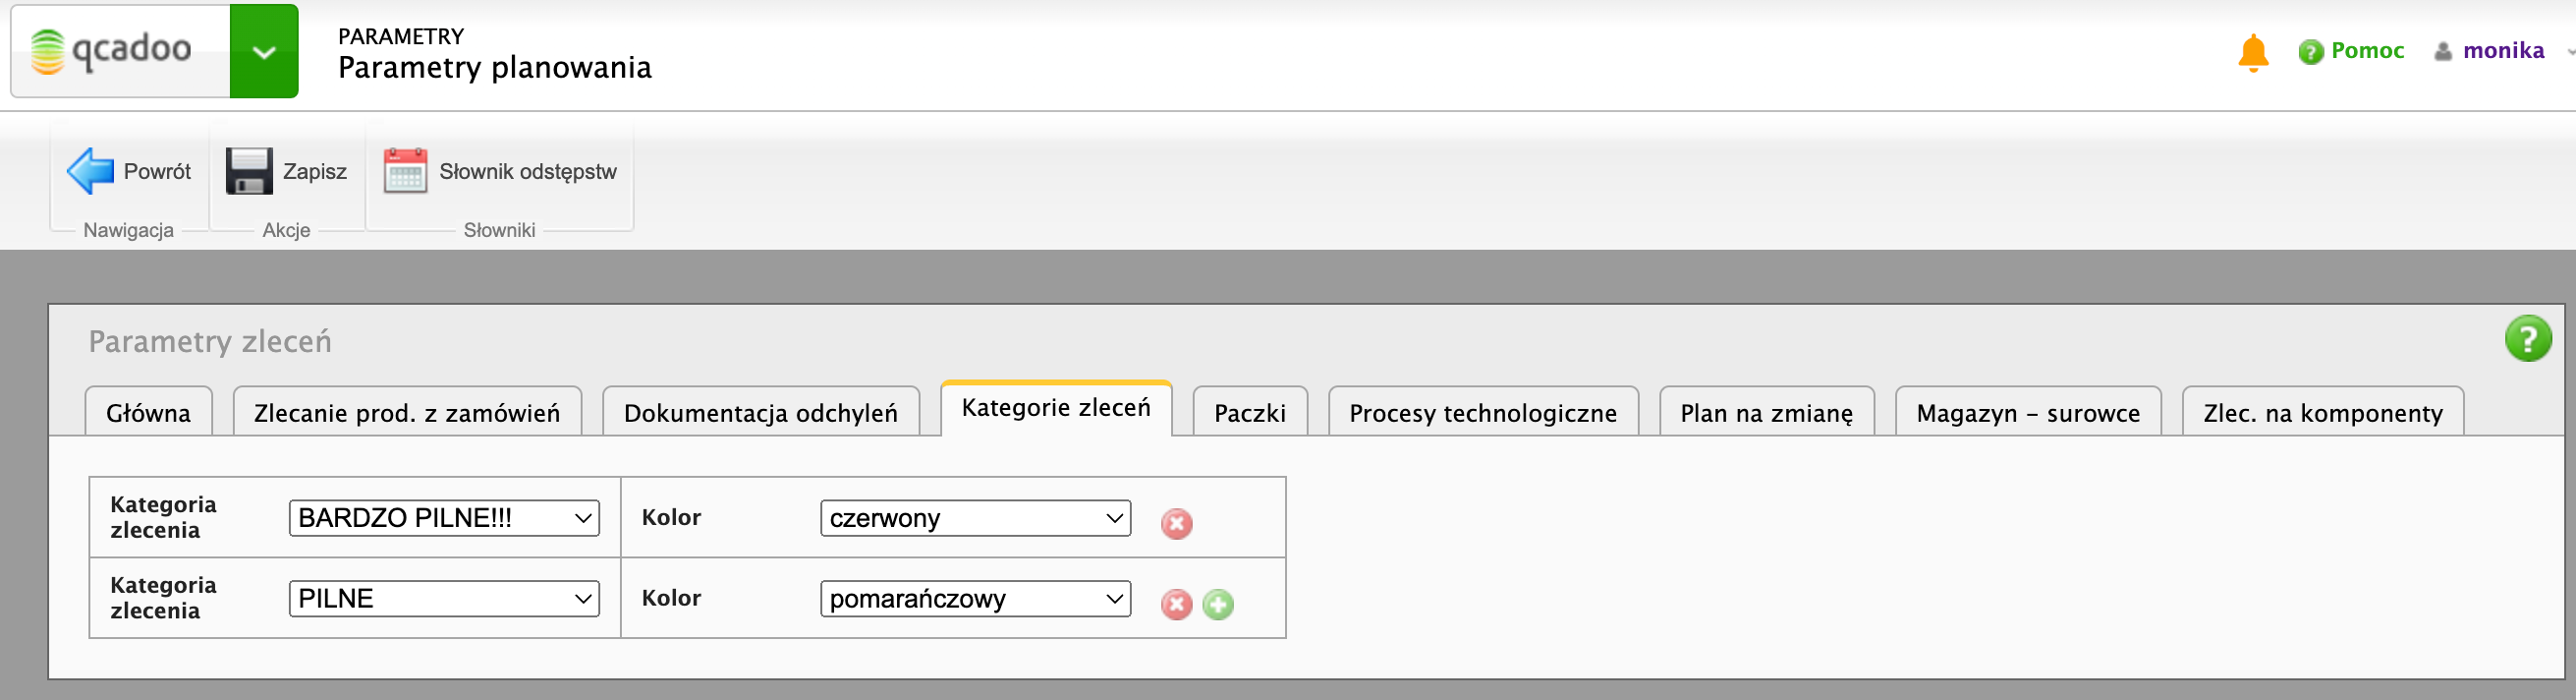 qcadoo
PARAMETRY
Parametry planowania
Pomoc
monika
Powrót
Zapisz
Słownik odstępstw
Nawigacja
Akcje
Słowniki
Parametry zleceń
Główna
Zlecanie prod. z zamówień
Dokumentacja odchyleń
Kategorie zleceń
Paczki
Procesy technologiczne
Plan na zmianę
Magazyn – surowce
Zlec. na komponenty
Kategoria
zlecenia
BARDZO PILNE!!!
Kolor
czerwony
Kategoria
zlecenia
PILNE
Kolor
pomarańczowy